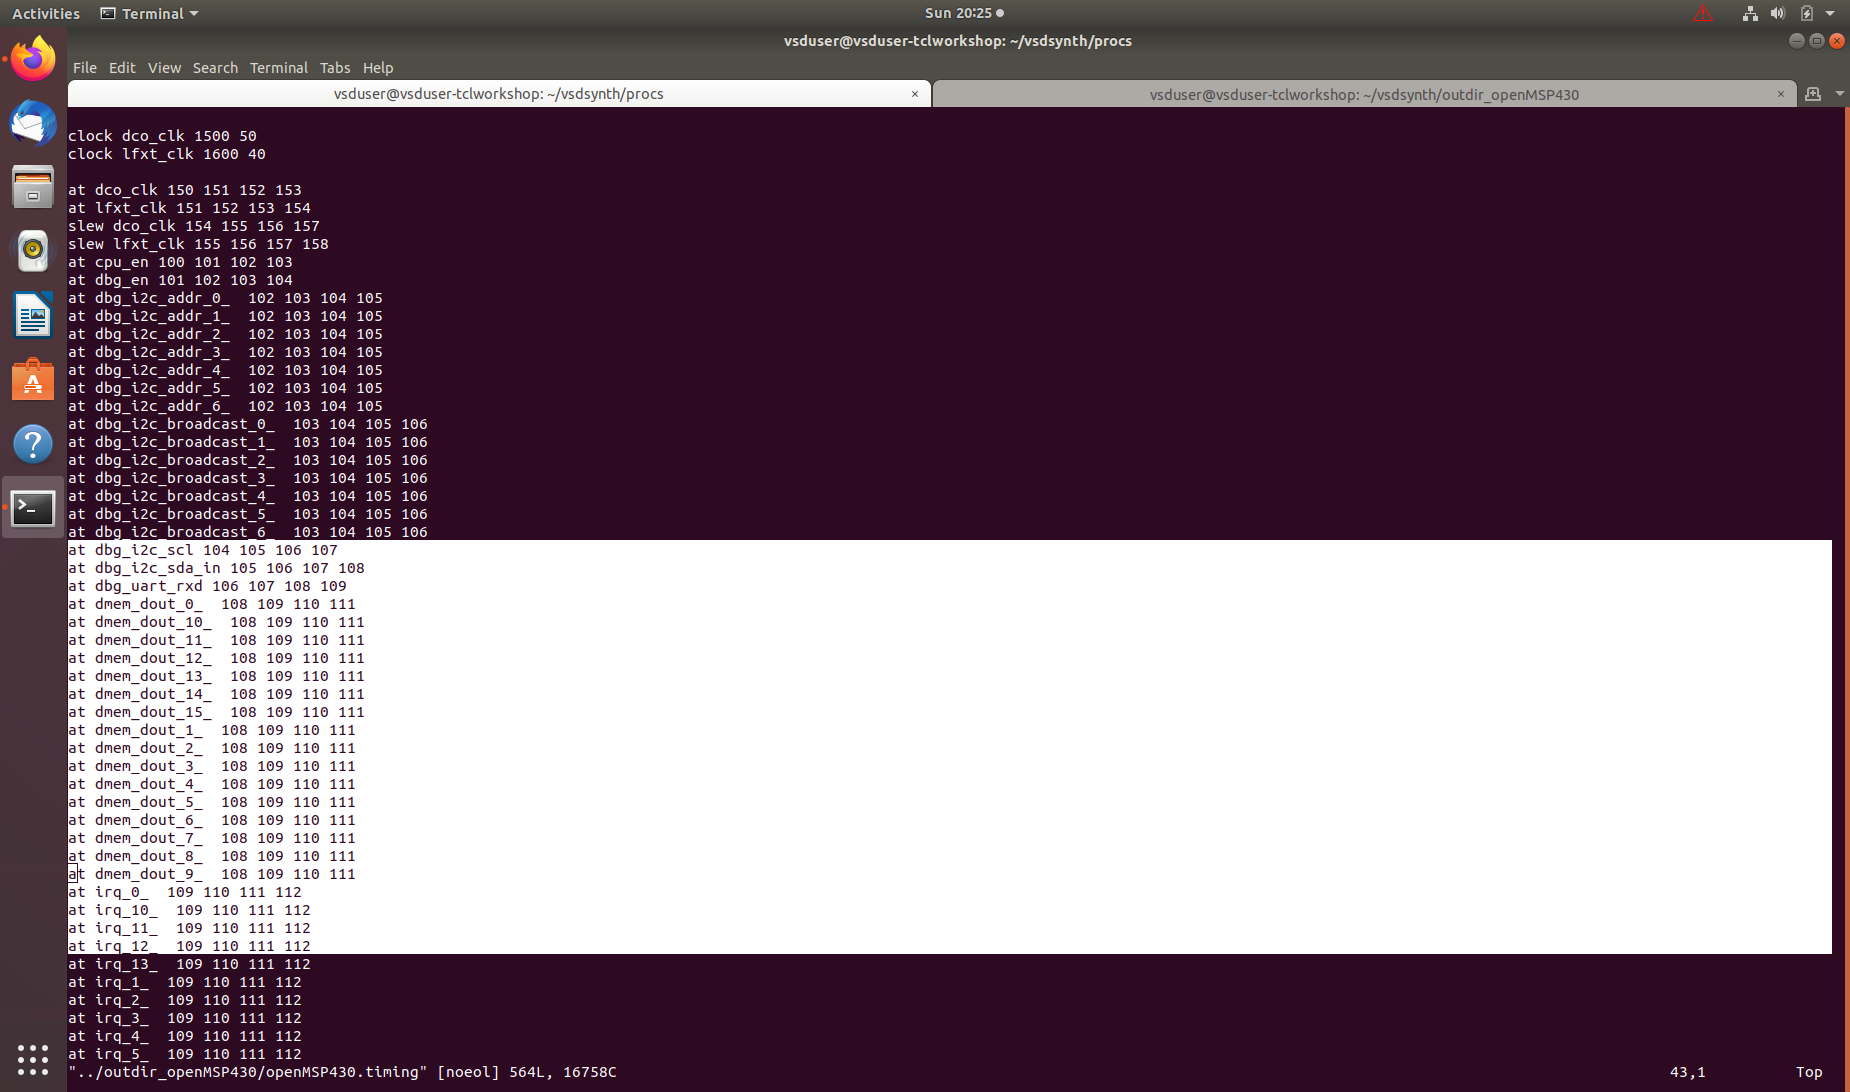 Activities Terminal Sun 20:25
vsduser@vsduser-tclworkshop: ~/vsdsynth/procs
File Edit View Search Terminal Tabs Help
vsduser@vsduser-tclworkshop: ~/vsdsynth/procs × vsduser@vsduser-tclworkshop: ~/vsdsynth/outdir_openMSP430 ×
clock dco_clk 1500 50
clock lfxt_clk 1600 40
at dco_clk 150 151 152 153
at lfxt_clk 151 152 153 154
slew dco_clk 154 155 156 157
slew lfxt_clk 155 156 157 158
at cpu_en 100 101 102 103
at dbg_en 101 102 103 104
at dbg_i2c_addr_0_  102 103 104 105
at dbg_i2c_addr_1_  102 103 104 105
at dbg_i2c_addr_2_  102 103 104 105
at dbg_i2c_addr_3_  102 103 104 105
at dbg_i2c_addr_4_  102 103 104 105
at dbg_i2c_addr_5_  102 103 104 105
at dbg_i2c_addr_6_  102 103 104 105
at dbg_i2c_broadcast_0_  103 104 105 106
at dbg_i2c_broadcast_1_  103 104 105 106
at dbg_i2c_broadcast_2_  103 104 105 106
at dbg_i2c_broadcast_3_  103 104 105 106
at dbg_i2c_broadcast_4_  103 104 105 106
at dbg_i2c_broadcast_5_  103 104 105 106
at dbg_i2c_broadcast_6_  103 104 105 106
at dbg_i2c_scl 104 105 106 107
at dbg_i2c_sda_in 105 106 107 108
at dbg_uart_rxd 106 107 108 109
at dmem_dout_0_  108 109 110 111
at dmem_dout_10_  108 109 110 111
at dmem_dout_11_  108 109 110 111
at dmem_dout_12_  108 109 110 111
at dmem_dout_13_  108 109 110 111
at dmem_dout_14_  108 109 110 111
at dmem_dout_15_  108 109 110 111
at dmem_dout_1_  108 109 110 111
at dmem_dout_2_  108 109 110 111
at dmem_dout_3_  108 109 110 111
at dmem_dout_4_  108 109 110 111
at dmem_dout_5_  108 109 110 111
at dmem_dout_6_  108 109 110 111
at dmem_dout_7_  108 109 110 111
at dmem_dout_8_  108 109 110 111
at dmem_dout_9_  108 109 110 111
at irq_0_  109 110 111 112
at irq_10_  109 110 111 112
at irq_11_  109 110 111 112
at irq_12_  109 110 111 112
at irq_13_  109 110 111 112
at irq_1_  109 110 111 112
at irq_2_  109 110 111 112
at irq_3_  109 110 111 112
at irq_4_  109 110 111 112
at irq_5_  109 110 111 112
"../outdir_openMSP430/openMSP430.timing" [noeol] 564L, 16758C 43,1 Top